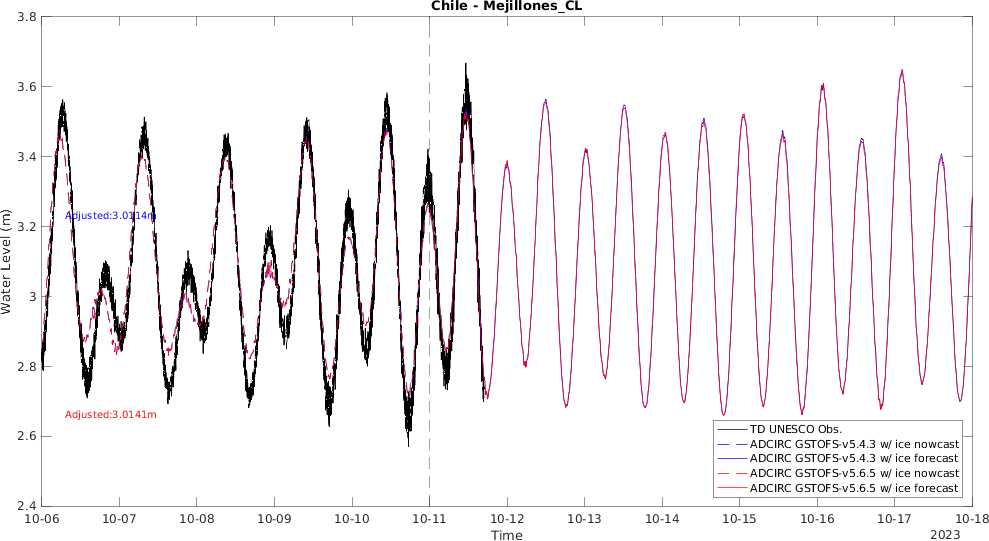 Chile - Mejillones_CL
3.8
3.6
3.4
3.2
3
2.8
2.6
2.4
Water Level (m)
Adjusted:3.0114m
Adjusted:3.0141m
TD UNESCO Obs.
ADCIRC GSTOFS-v5.4.3 w/ ice nowcast
ADCIRC GSTOFS-v5.4.3 w/ ice forecast
ADCIRC GSTOFS-v5.6.5 w/ ice nowcast
ADCIRC GSTOFS-v5.6.5 w/ ice forecast
10-06 10-07 10-08 10-09 10-10 10-11 10-12 10-13 10-14 10-15 10-16 10-17 10-18
Time
2023